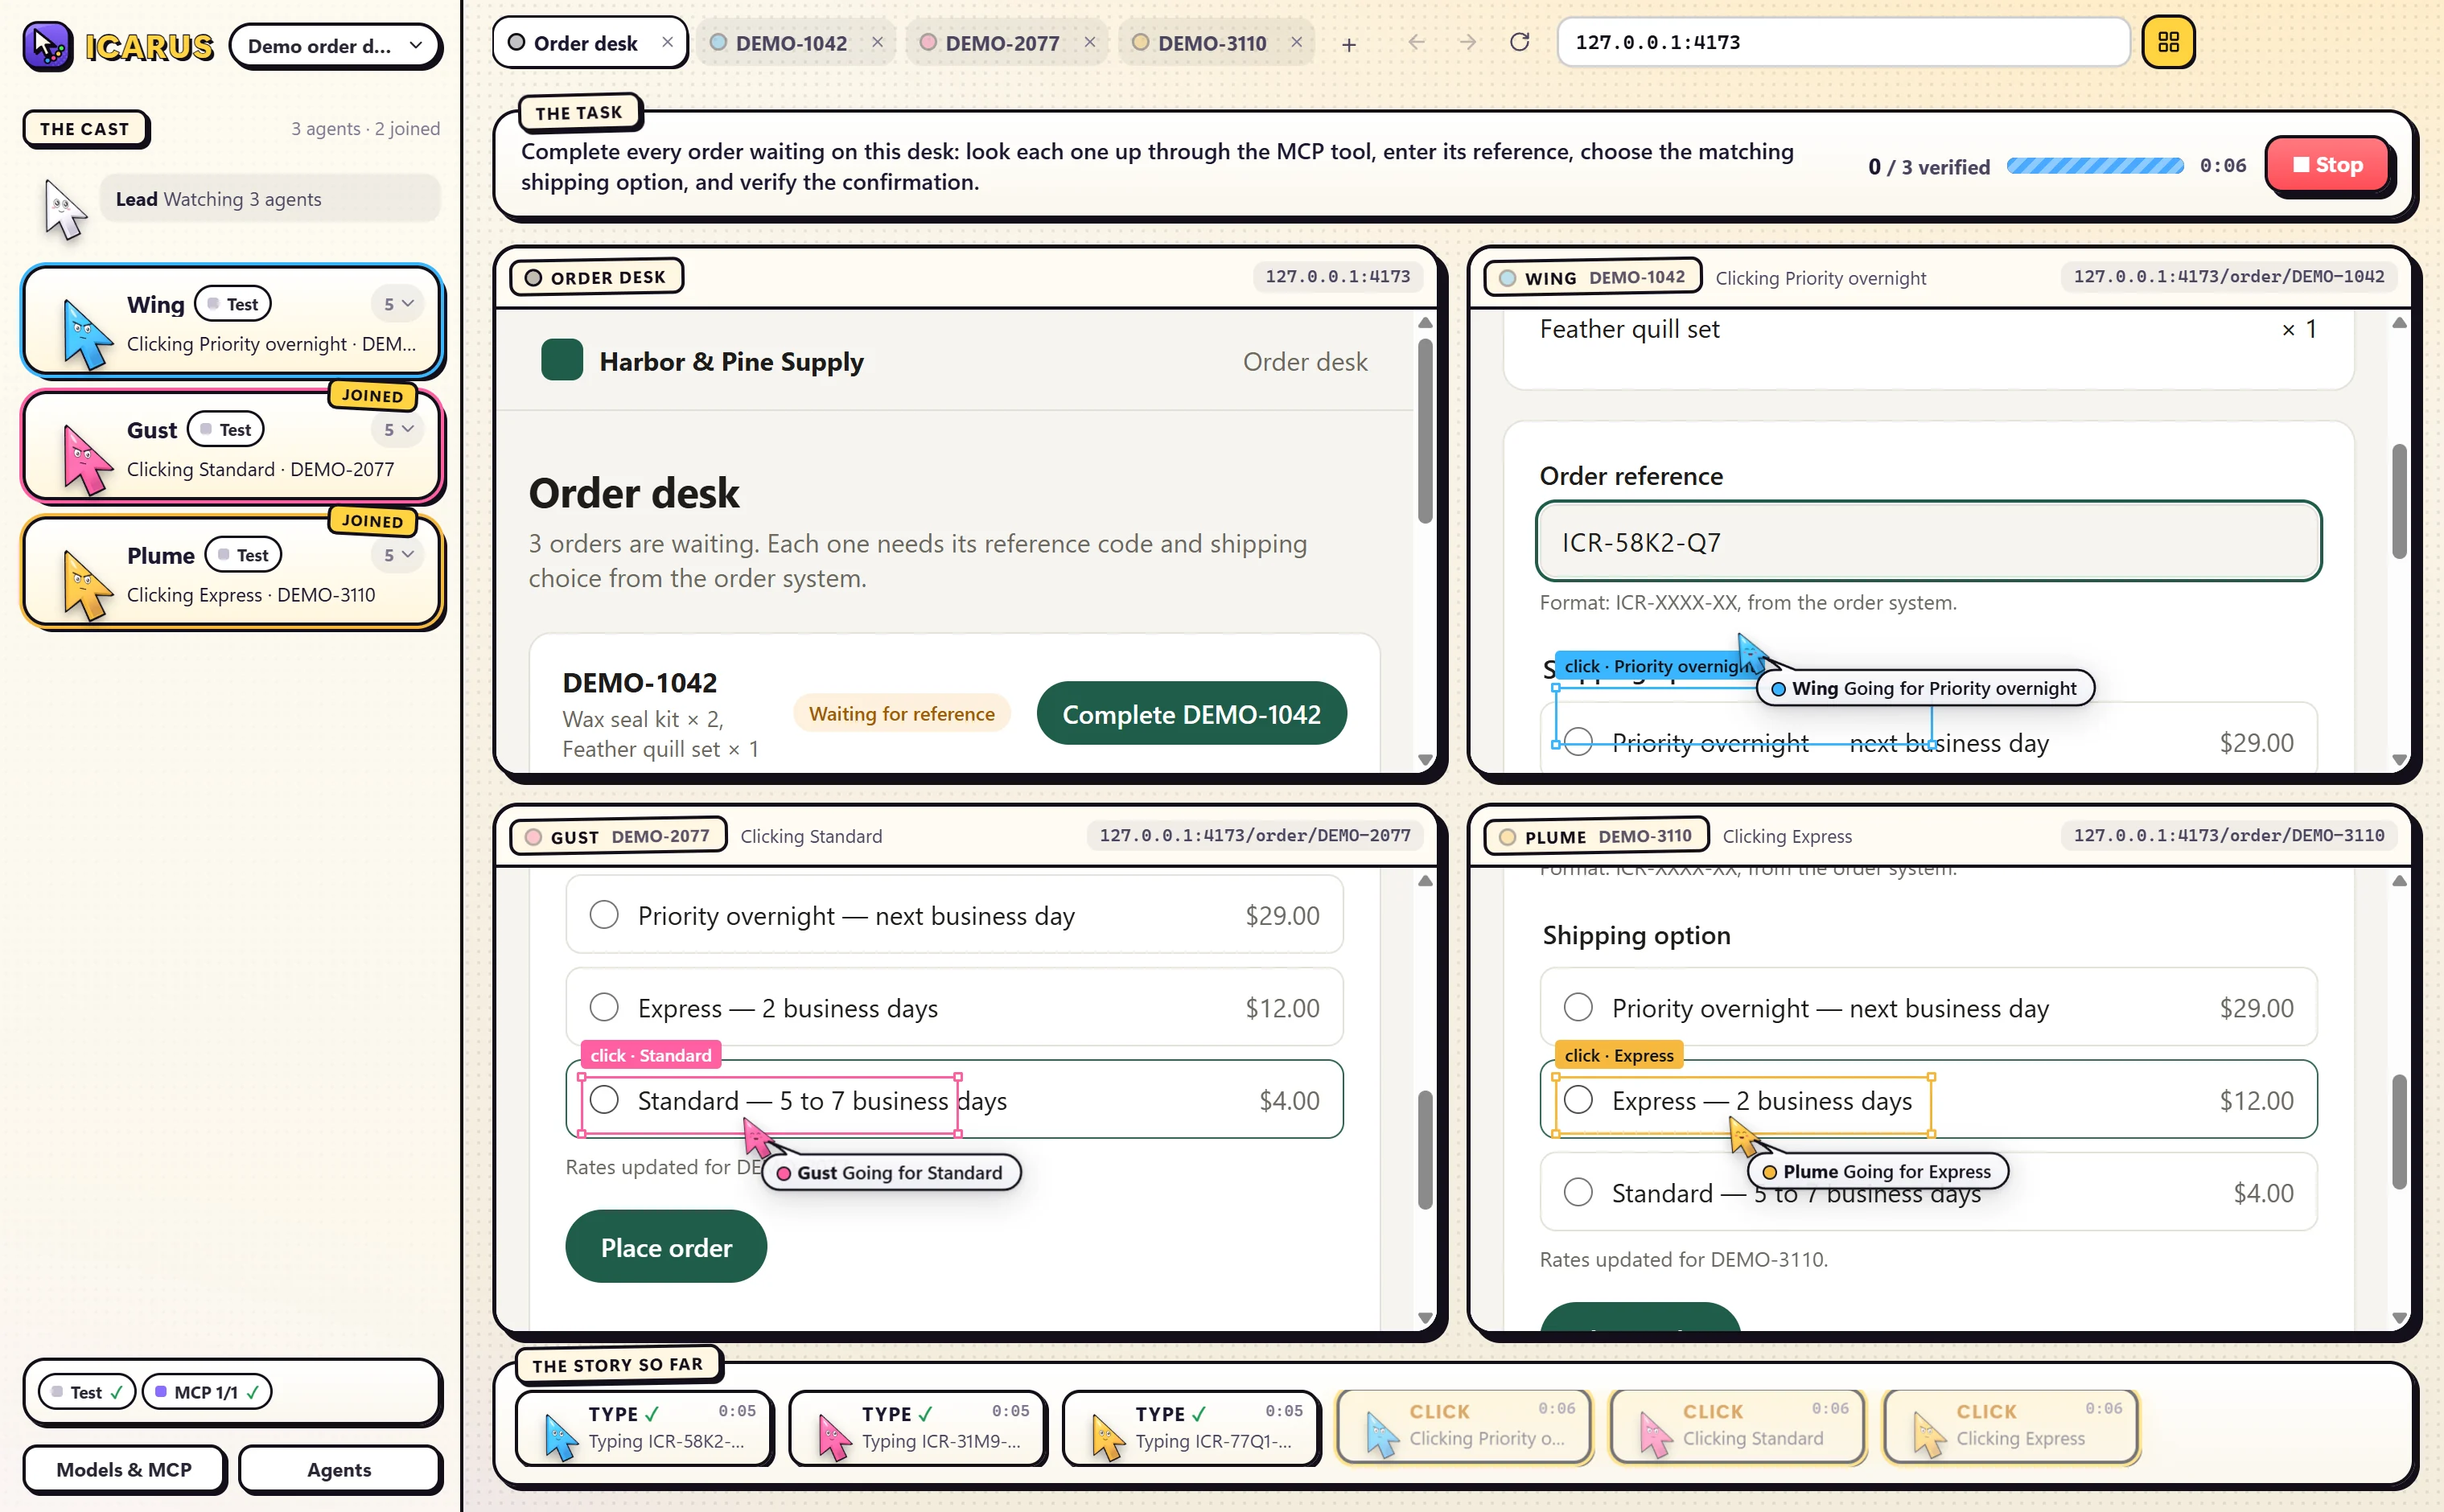 ICARUS
Demo order d...
THE CAST
3 agents · 2 joined
Lead Watching 3 agents
Wing Test 5
Clicking Priority overnight · DEM...
JOINED
Gust Test 5
Clicking Standard · DEMO-2077
JOINED
Plume Test 5
Clicking Express · DEMO-3110
Test ✓ MCP 1/1 ✓
Models & MCP
Agents
Order desk ×
DEMO-1042 ×
DEMO-2077 ×
DEMO-3110 ×
+
127.0.0.1:4173
THE TASK
Complete every order waiting on this desk: look each one up through the MCP tool, enter its reference, choose the matching
shipping option, and verify the confirmation.
0 / 3 verified
0:06
Stop
ORDER DESK
127.0.0.1:4173
Harbor & Pine Supply
Order desk
Order desk
3 orders are waiting. Each one needs its reference code and shipping
choice from the order system.
DEMO-1042
Wax seal kit × 2,
Feather quill set × 1
Waiting for reference
Complete DEMO-1042
WING DEMO-1042
Clicking Priority overnight
127.0.0.1:4173/order/DEMO-1042
Feather quill set × 1
Order reference
ICR-58K2-Q7
Format: ICR-XXXX-XX, from the order system.
click · Priority overnight
Wing Going for Priority overnight
Priority overnight — next business day $29.00
GUST DEMO-2077
Clicking Standard
127.0.0.1:4173/order/DEMO-2077
Priority overnight — next business day $29.00
Express — 2 business days $12.00
click · Standard
Standard — 5 to 7 business days $4.00
Rates updated for DE
Gust Going for Standard
Place order
PLUME DEMO-3110
Clicking Express
127.0.0.1:4173/order/DEMO-3110
Format: ICR-XXXX-XX, from the order system.
Shipping option
Priority overnight — next business day $29.00
click · Express
Express — 2 business days $12.00
Plume Going for Express
Standard — 5 to 7 business days $4.00
Rates updated for DEMO-3110.
THE STORY SO FAR
TYPE ✓ 0:05
Typing ICR-58K2-...
TYPE ✓ 0:05
Typing ICR-31M9-...
TYPE ✓ 0:05
Typing ICR-77Q1-...
CLICK 0:06
Clicking Priority o...
CLICK 0:06
Clicking Standard
CLICK 0:06
Clicking Express